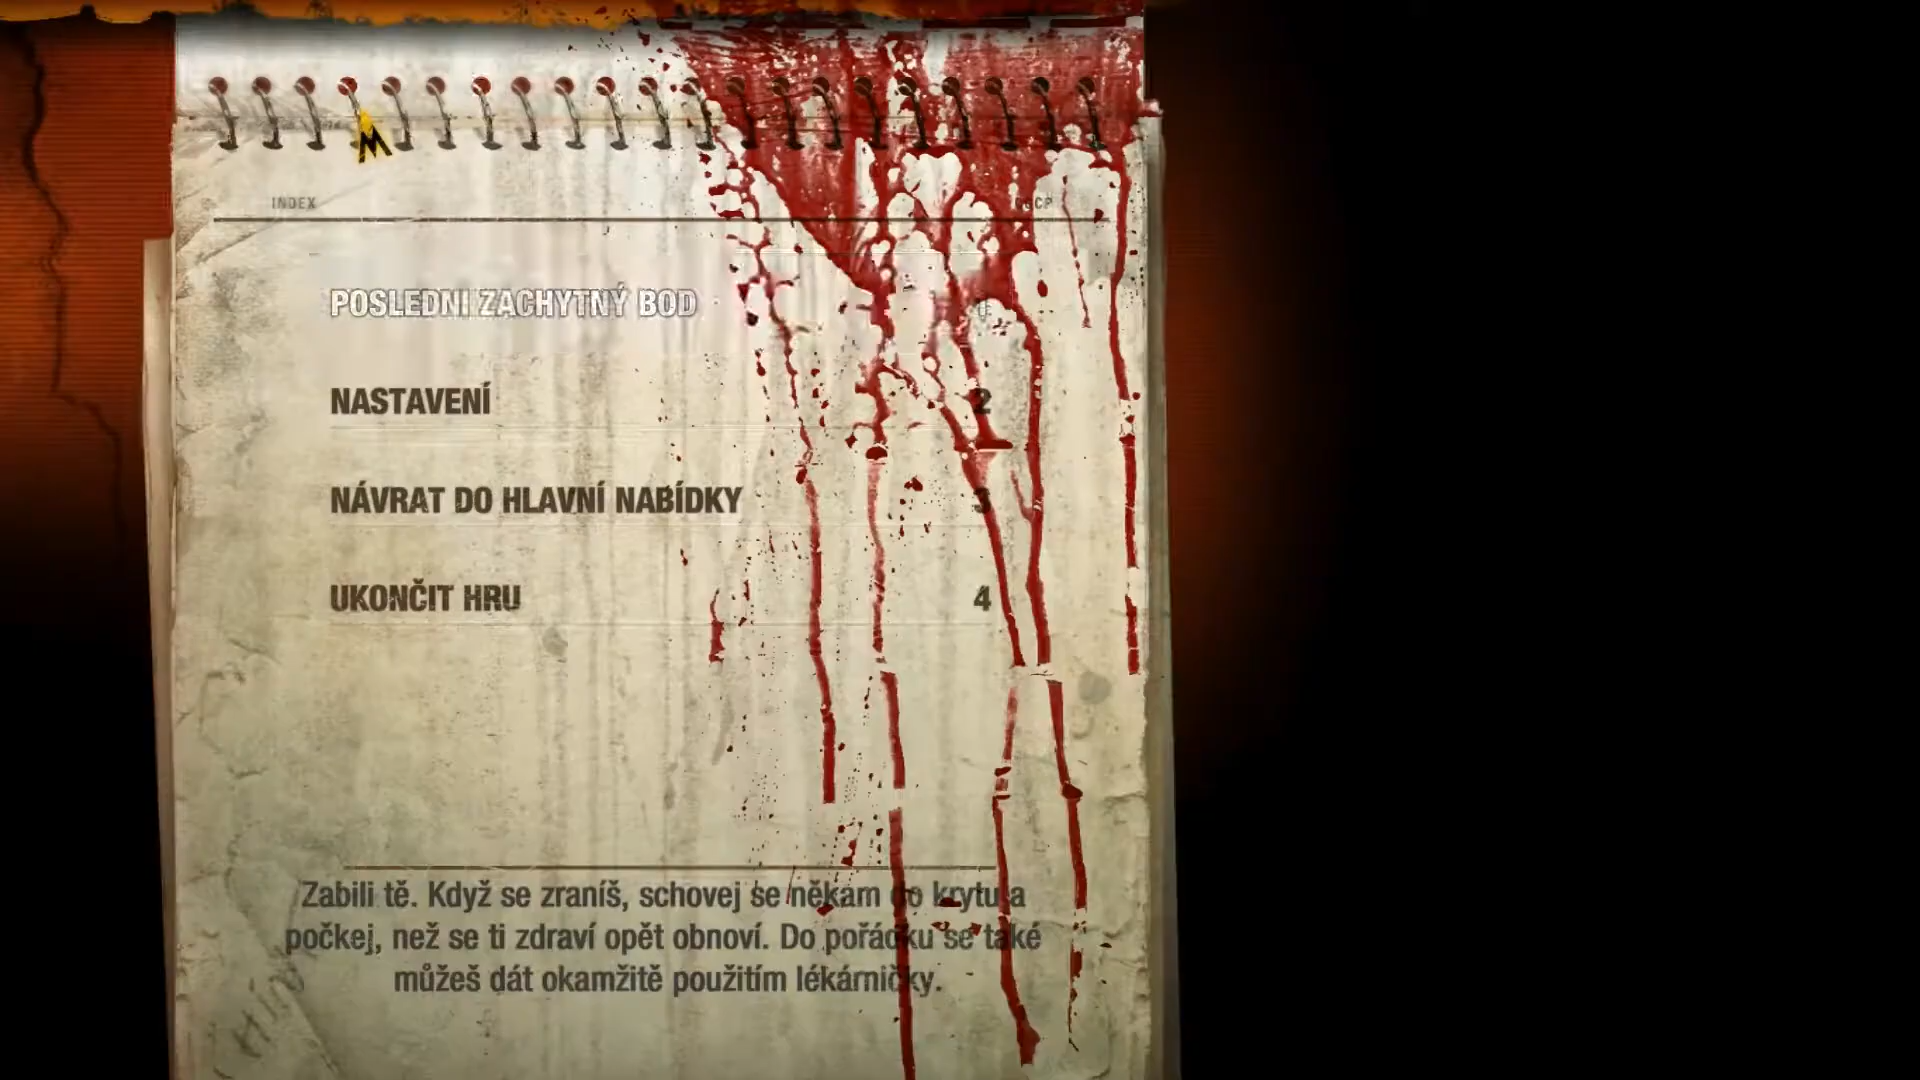 INDEX
POSLEDNI ZACHYTNÝ BOD
NASTAVENÍ 2
NÁVRAT DO HLAVNÍ NABÍDKY 3
UKONČIT HRU 4
Zabili tě. Když se zraníš, schovej se někam do krytu a
počkej, než se ti zdraví opět obnoví. Do pořádku se také
můžeš dát okamžitě použitím lékárničky.